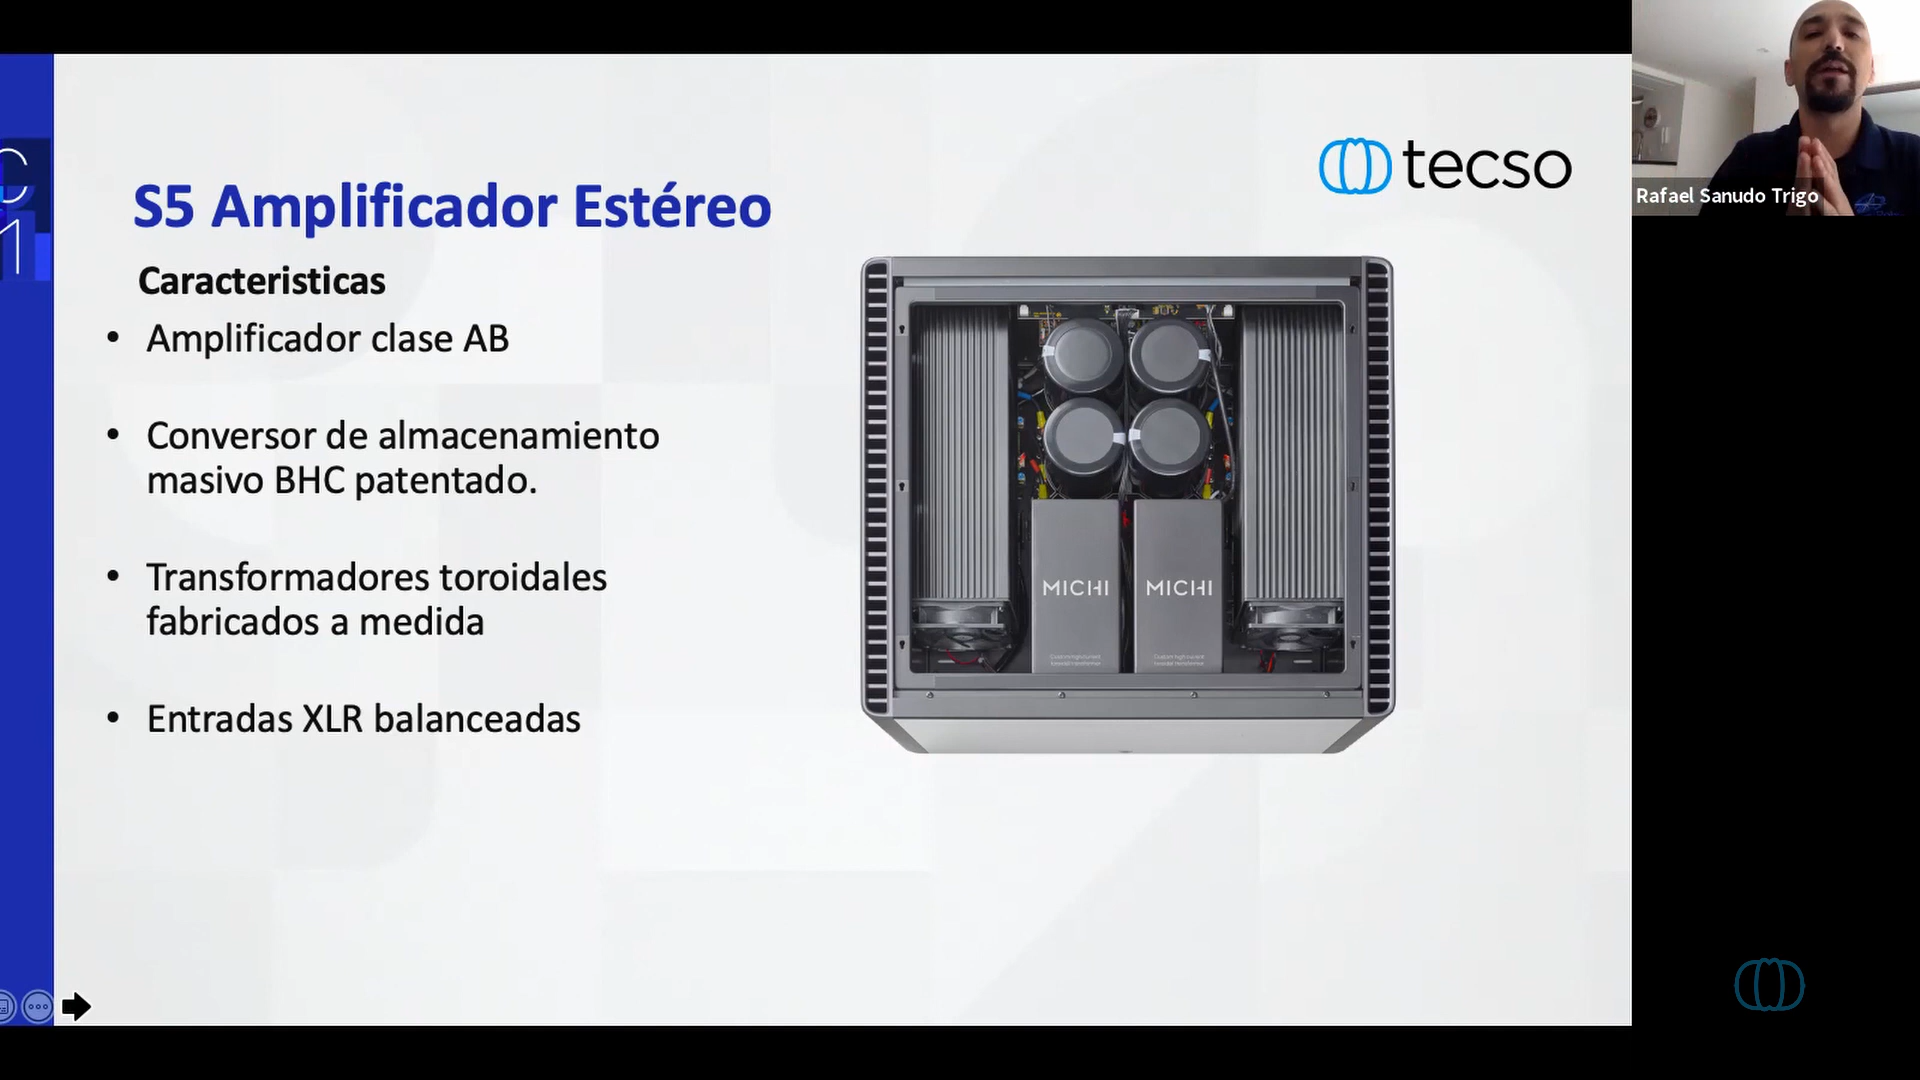 tecso
S5 Amplificador Estéreo
Caracteristicas
• Amplificador clase AB
• Conversor de almacenamiento
masivo BHC patentado.
• Transformadores toroidales
fabricados a medida
• Entradas XLR balanceadas
MICHI MICHI
Rafael Sanudo Trigo